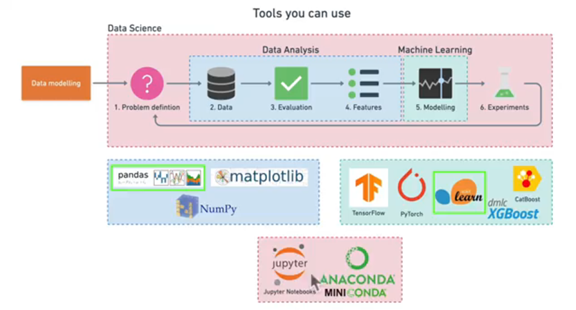 Tools you can use
Data Science
Data Analysis
Machine Learning
Data modelling
1. Problem defintion
2. Data
3. Evaluation
4. Features
5. Modelling
6. Experiments
pandas
matplotlib
NumPy
TensorFlow
PyTorch
learn
CatBoost
dmlc
XGBoost
jupyter
Jupyter Notebooks
ANACONDA
MINICONDA